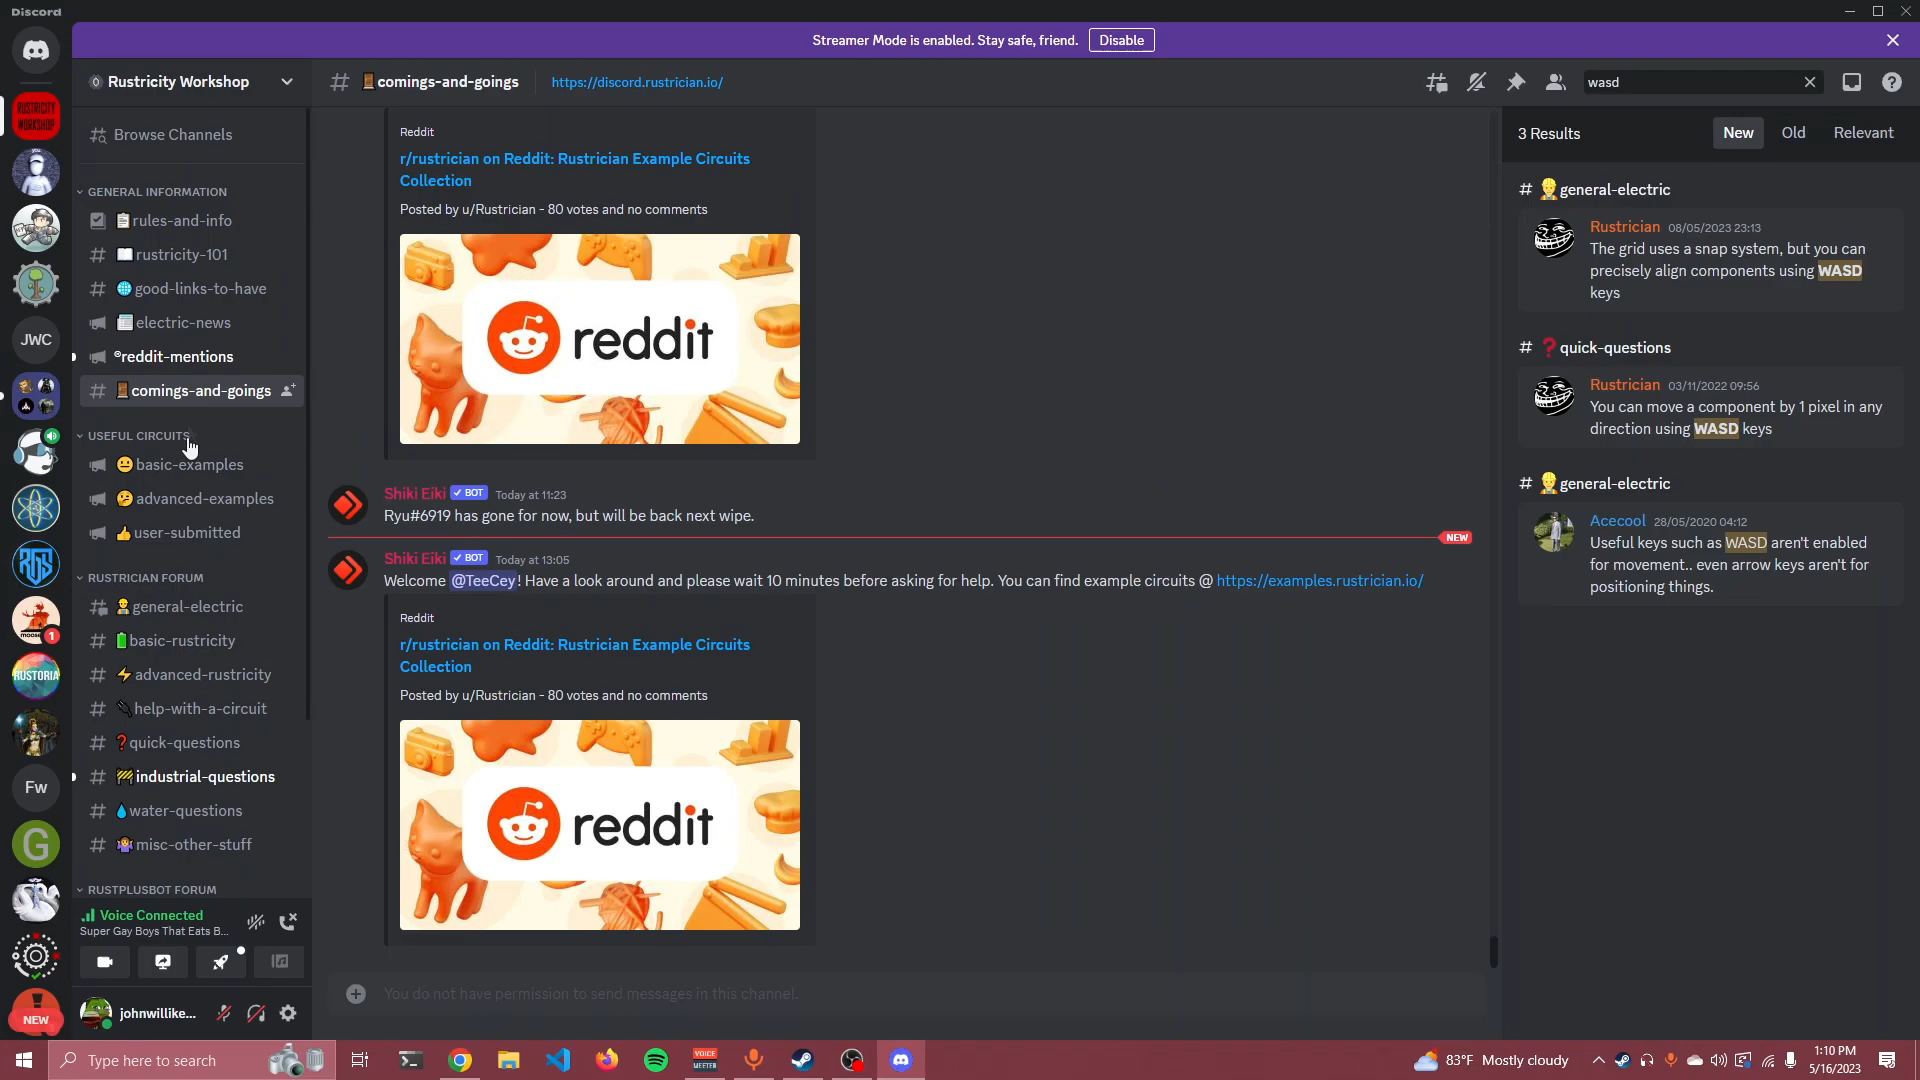 Discord
Streamer Mode is enabled. Stay safe, friend.
Disable
Rustricity Workshop
comings-and-goings
https://discord.rustrician.io/
wasd
RUSTRICITY
WORKSHOP
JWC
RGS
MOOSE
1
RUSTORIA
Fw
G
NEW
Browse Channels
GENERAL INFORMATION
rules-and-info
rustricity-101
good-links-to-have
electric-news
reddit-mentions
comings-and-goings
USEFUL CIRCUITS
basic-examples
advanced-examples
user-submitted
RUSTRICIAN FORUM
general-electric
basic-rustricity
advanced-rustricity
help-with-a-circuit
quick-questions
industrial-questions
water-questions
misc-other-stuff
RUSTPLUSBOT FORUM
Voice Connected
Super Gay Boys That Eats B...
johnwillike...
Reddit
r/rustrician on Reddit: Rustrician Example Circuits
Collection
Posted by u/Rustrician - 80 votes and no comments
reddit
Shiki Eiki BOT Today at 11:23
Ryu#6919 has gone for now, but will be back next wipe.
NEW
Shiki Eiki BOT Today at 13:05
Welcome @TeeCey! Have a look around and please wait 10 minutes before asking for help. You can find example circuits @ https://examples.rustrician.io/
Reddit
r/rustrician on Reddit: Rustrician Example Circuits
Collection
Posted by u/Rustrician - 80 votes and no comments
reddit
You do not have permission to send messages in this channel.
3 Results
New
Old
Relevant
# general-electric
Rustrician 08/05/2023 23:13
The grid uses a snap system, but you can
precisely align components using WASD
keys
# quick-questions
Rustrician 03/11/2022 09:56
You can move a component by 1 pixel in any
direction using WASD keys
# general-electric
Acecool 28/05/2020 04:12
Useful keys such as WASD aren't enabled
for movement.. even arrow keys aren't for
positioning things.
Type here to search
VOICE
MEETER
83°F Mostly cloudy
1:10 PM
5/16/2023